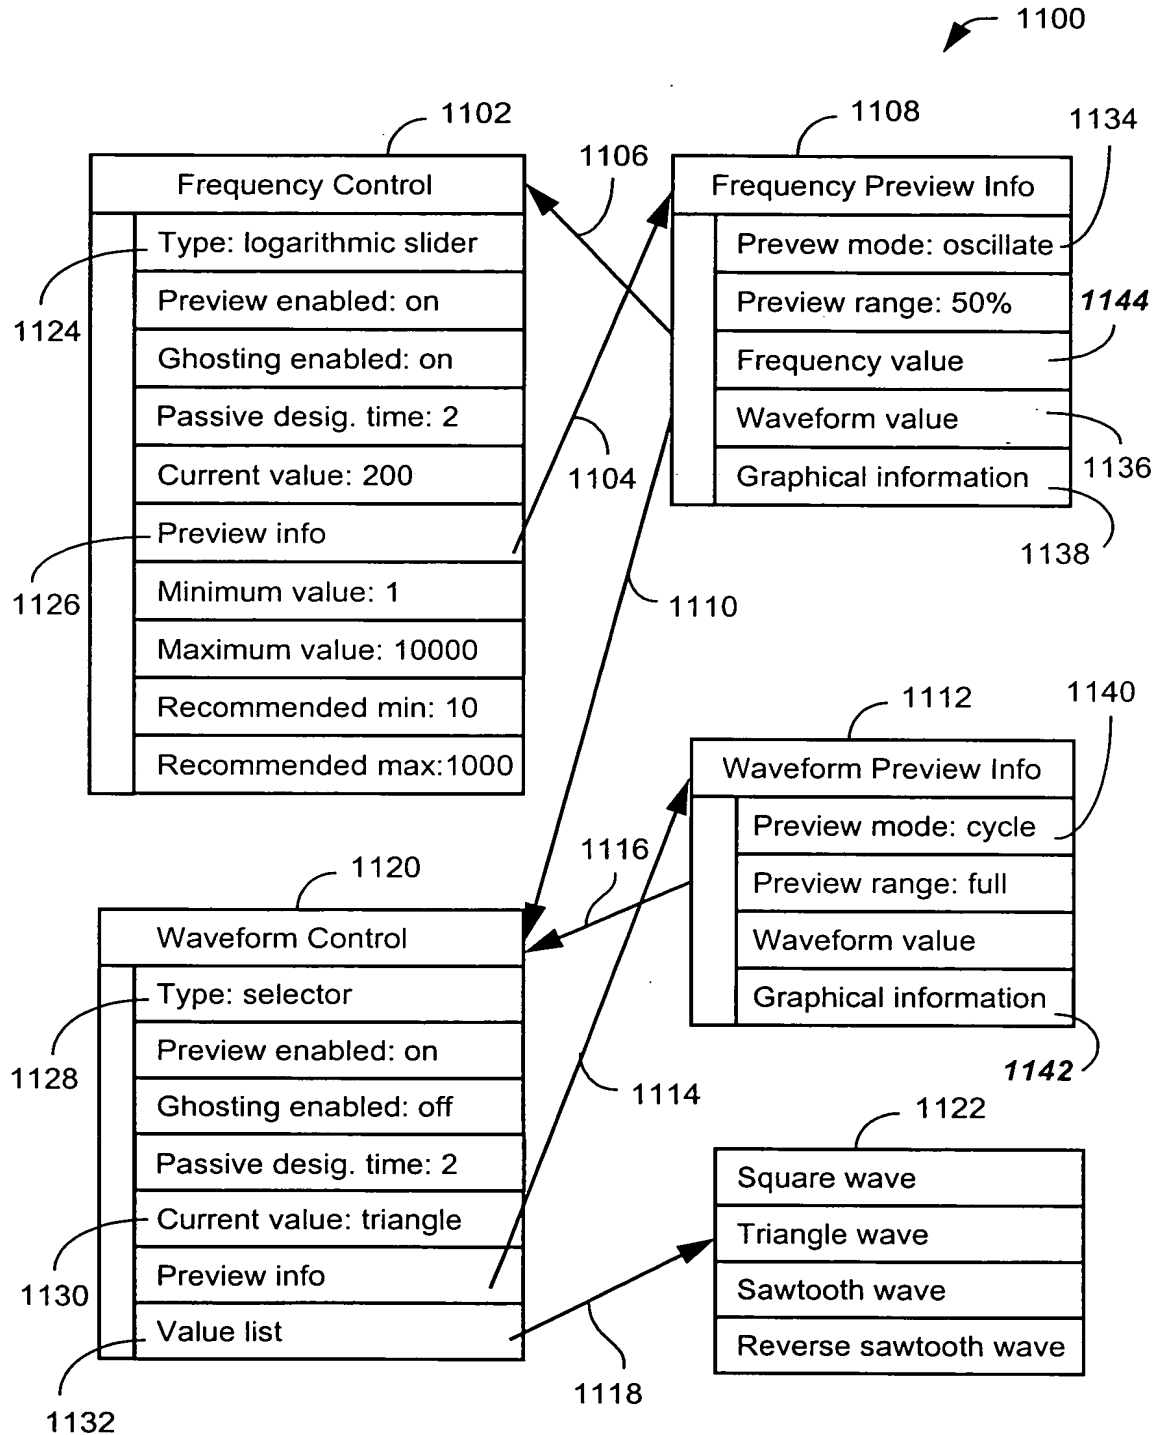 1100
1102
Frequency Control
Type: logarithmic slider
Preview enabled: on
Ghosting enabled: on
Passive desig. time: 2
Current value: 200
Preview info
Minimum value: 1
Maximum value: 10000
Recommended min: 10
Recommended max:1000
1124
1126
1106
1104
1110
1108
1134
Frequency Preview Info
Prevew mode: oscillate
Preview range: 50%
Frequency value
Waveform value
Graphical information
1144
1136
1138
1112
1140
Waveform Preview Info
Preview mode: cycle
Preview range: full
Waveform value
Graphical information
1142
1116
1114
1120
Waveform Control
Type: selector
Preview enabled: on
Ghosting enabled: off
Passive desig. time: 2
Current value: triangle
Preview info
Value list
1128
1130
1132
1118
1122
Square wave
Triangle wave
Sawtooth wave
Reverse sawtooth wave